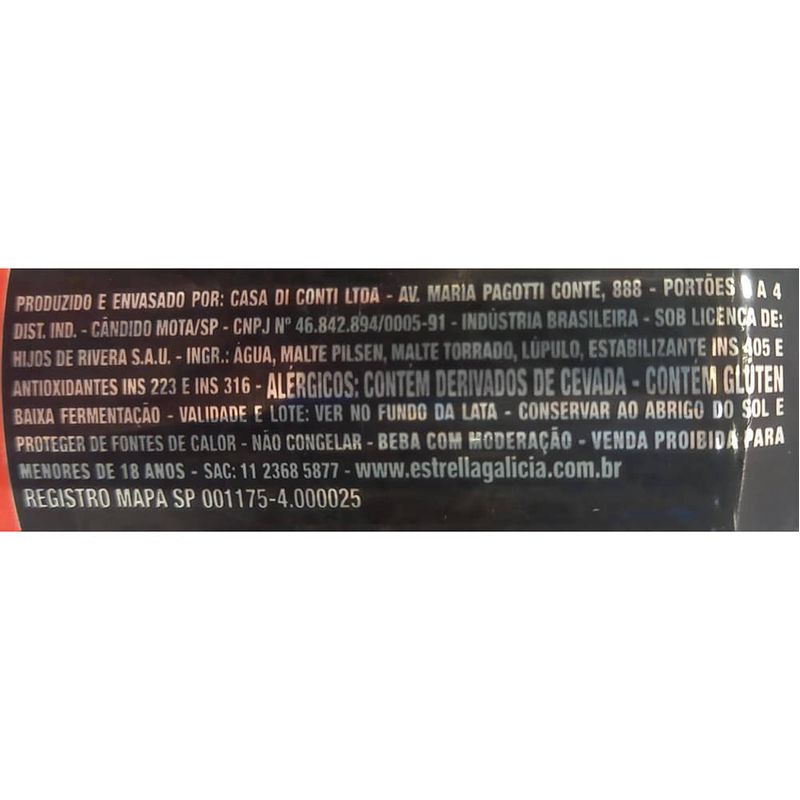 PRODUZIDO E ENVASADO POR: CASA DI CONTI LTDA - AV. MARIA PAGOTTI CONTE, 888 - PORTÕES A 4
DIST. IND. - CÂNDIDO MOTA/SP - CNPJ Nº 46.842.894/0005-91 - INDÚSTRIA BRASILEIRA - SOB LICENÇA DE:
HIJOS DE RIVERA S.A.U. - INGR.: ÁGUA, MALTE PILSEN, MALTE TORRADO, LÚPULO, ESTABILIZANTE INS 405 E
ANTIOXIDANTES INS 223 E INS 316 - ALÉRGICOS: CONTÉM DERIVADOS DE CEVADA - CONTÉM GLÚTEN
BAIXA FERMENTAÇÃO - VALIDADE E LOTE: VER NO FUNDO DA LATA - CONSERVAR AO ABRIGO DO SOL E
PROTEGER DE FONTES DE CALOR - NÃO CONGELAR - BEBA COM MODERAÇÃO - VENDA PROIBIDA PARA
MENORES DE 18 ANOS - SAC: 11 2368 5877 - www.estrellagalicia.com.br
REGISTRO MAPA SP 001175-4.000025